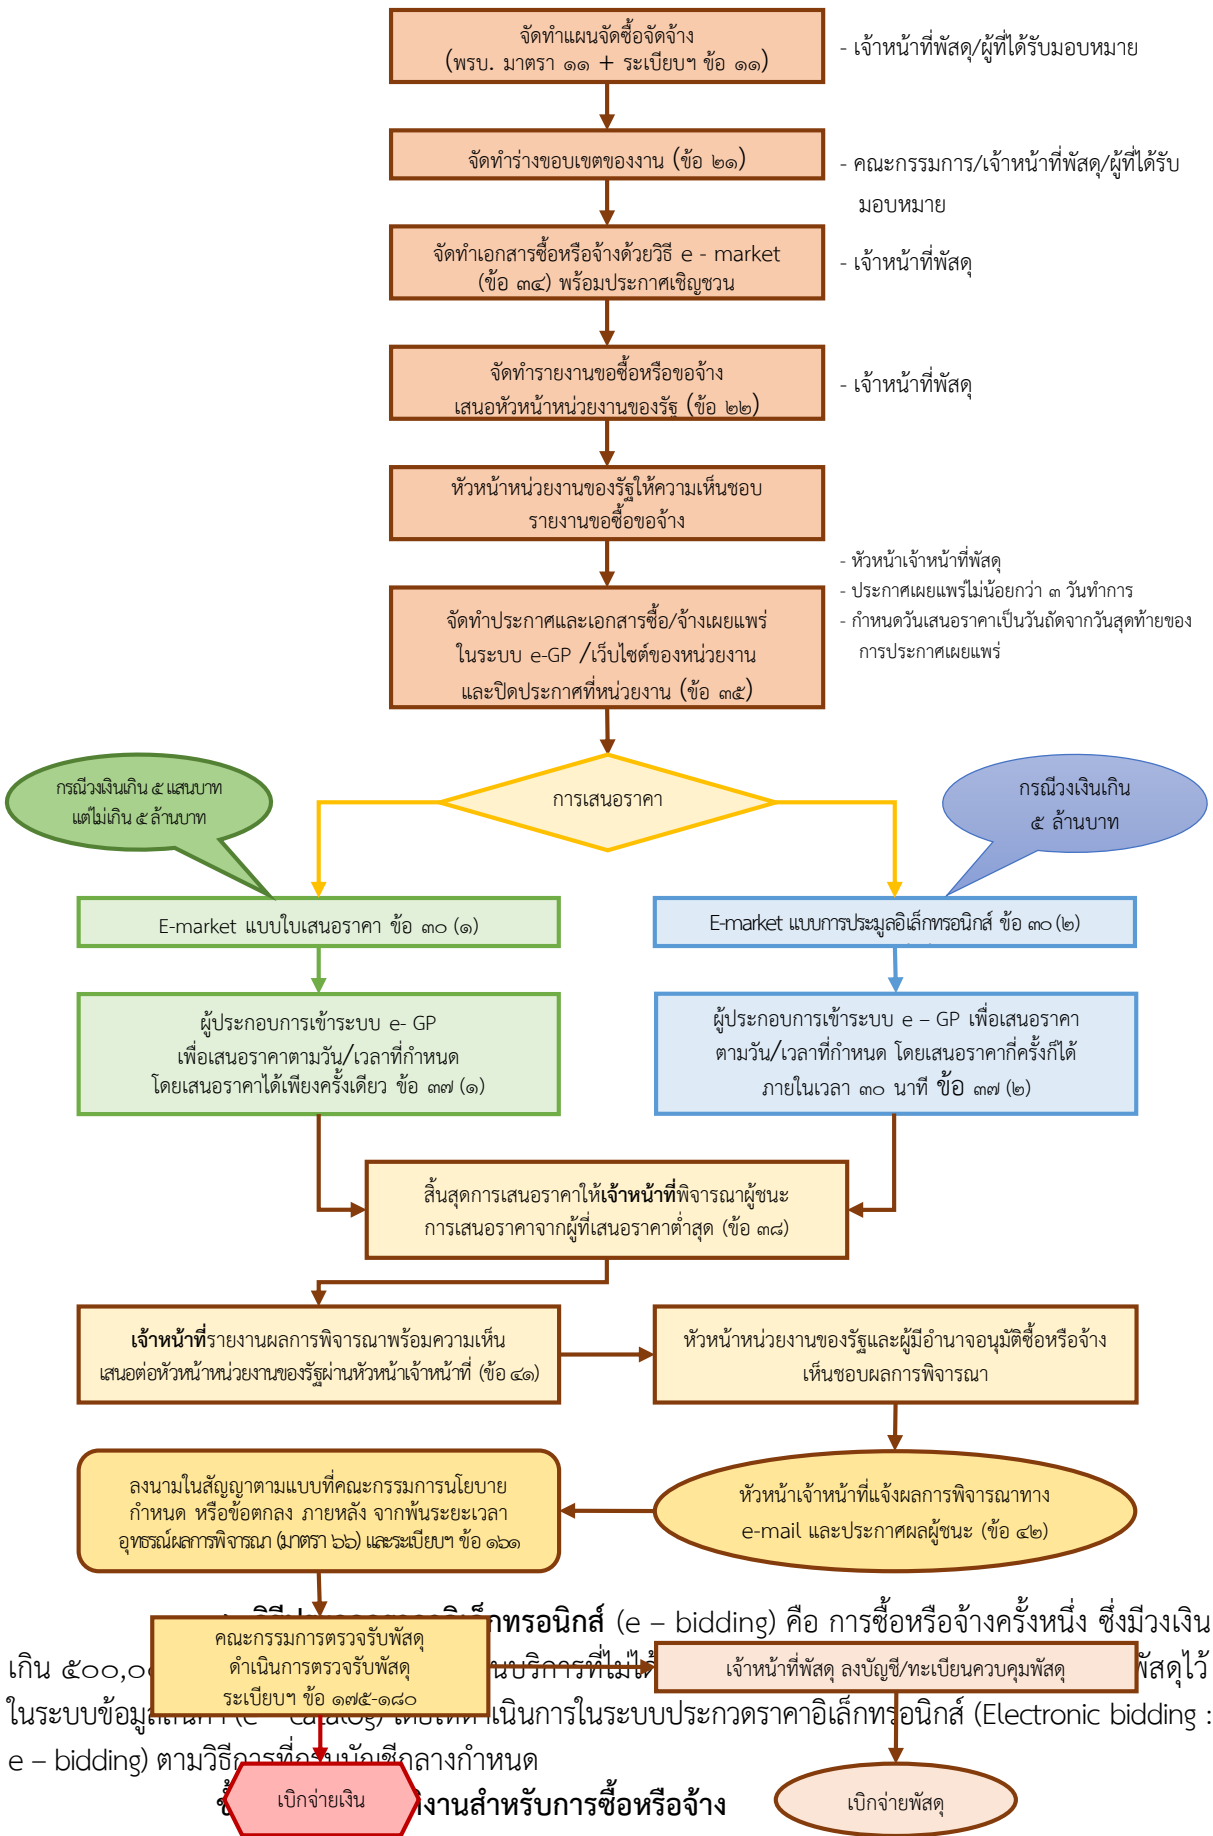 จัดทำแผนจัดซื้อจัดจ้าง
(พรบ. มาตรา ๑๑ + ระเบียบฯ ข้อ ๑๑)
- เจ้าหน้าที่พัสดุ/ผู้ที่ได้รับมอบหมาย
จัดทำร่างขอบเขตของงาน (ข้อ ๒๑)
- คณะกรรมการ/เจ้าหน้าที่พัสดุ/ผู้ที่ได้รับ
มอบหมาย
จัดทำเอกสารซื้อหรือจ้างด้วยวิธี e - market
(ข้อ ๓๔) พร้อมประกาศเชิญชวน
- เจ้าหน้าที่พัสดุ
จัดทำรายงานขอซื้อหรือขอจ้าง
เสนอหัวหน้าหน่วยงานของรัฐ (ข้อ ๒๒)
- เจ้าหน้าที่พัสดุ
หัวหน้าหน่วยงานของรัฐให้ความเห็นชอบ
รายงานขอซื้อขอจ้าง
จัดทำประกาศและเอกสารซื้อ/จ้างเผยแพร่
ในระบบ e-GP /เว็บไซต์ของหน่วยงาน
และปิดประกาศที่หน่วยงาน (ข้อ ๓๕)
- หัวหน้าเจ้าหน้าที่พัสดุ
- ประกาศเผยแพร่ไม่น้อยกว่า ๓ วันทำการ
- กำหนดวันเสนอราคาเป็นวันถัดจากวันสุดท้ายของ
การประกาศเผยแพร่
กรณีวงเงินเกิน ๕ แสนบาท
แต่ไม่เกิน ๕ ล้านบาท
การเสนอราคา
กรณีวงเงินเกิน
๕ ล้านบาท
E-market แบบใบเสนอราคา ข้อ ๓๐ (๑)
E-market แบบการประมูลอิเล็กทรอนิกส์ ข้อ ๓๐ (๒)
ผู้ประกอบการเข้าระบบ e- GP
เพื่อเสนอราคาตามวัน/เวลาที่กำหนด
โดยเสนอราคาได้เพียงครั้งเดียว ข้อ ๓๗ (๑)
ผู้ประกอบการเข้าระบบ e – GP เพื่อเสนอราคา
ตามวัน/เวลาที่กำหนด โดยเสนอราคากี่ครั้งก็ได้
ภายในเวลา ๓๐ นาที ข้อ ๓๗ (๒)
สิ้นสุดการเสนอราคาให้เจ้าหน้าที่พิจารณาผู้ชนะ
การเสนอราคาจากผู้ที่เสนอราคาต่ำสุด (ข้อ ๓๘)
เจ้าหน้าที่รายงานผลการพิจารณาพร้อมความเห็น
เสนอต่อหัวหน้าหน่วยงานของรัฐผ่านหัวหน้าเจ้าหน้าที่ (ข้อ ๔๑)
หัวหน้าหน่วยงานของรัฐและผู้มีอำนาจอนุมัติซื้อหรือจ้าง
เห็นชอบผลการพิจารณา
หัวหน้าเจ้าหน้าที่แจ้งผลการพิจารณาทาง
e-mail และประกาศผลผู้ชนะ (ข้อ ๔๒)
ลงนามในสัญญาตามแบบที่คณะกรรมการนโยบาย
กำหนด หรือข้อตกลง ภายหลัง จากพ้นระยะเวลา
อุทธรณ์ผลการพิจารณา (มาตรา ๖๖) และระเบียบฯ ข้อ ๑๖๑
คณะกรรมการตรวจรับพัสดุ
ดำเนินการตรวจรับพัสดุ
ระเบียบฯ ข้อ ๑๗๕-๑๘๐
เจ้าหน้าที่พัสดุ ลงบัญชี/ทะเบียนควบคุมพัสดุ
(e – bidding) คือ การซื้อหรือจ้างครั้งหนึ่ง ซึ่งมีวงเงิน
เกิน
พัสดุไว้
ในระบบข้อมูลสินค้า (e – catalog) โดยให้ดำเนินการในระบบประกวดราคาอิเล็กทรอนิกส์ (Electronic bidding :
e – bidding) ตามวิธีการที่กรมบัญชีกลางกำหนด
งานสำหรับการซื้อหรือจ้าง
เบิกจ่ายเงิน
เบิกจ่ายพัสดุ